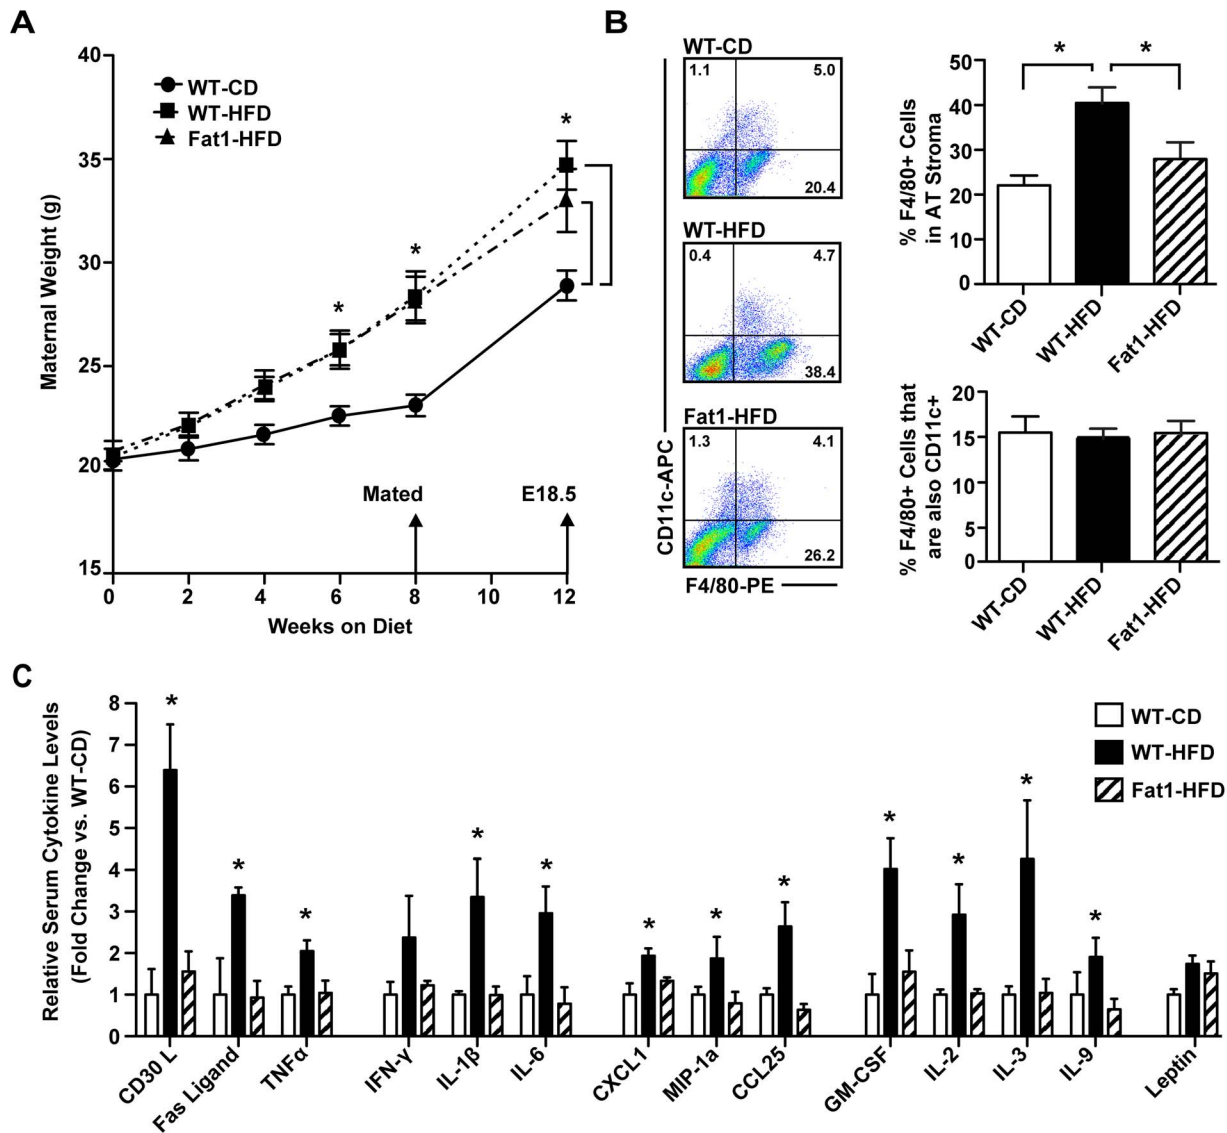 A
40
35
30
25
20
15
Maternal Weight (g)
WT-CD
WT-HFD
Fat1-HFD
*
*
*
Mated
E18.5
0 2 4 6 8 10 12
Weeks on Diet
B
WT-CD
1.1 5.0
20.4
WT-HFD
0.4 4.7
38.4
Fat1-HFD
1.3 4.1
26.2
CD11c-APC
F4/80-PE
% F4/80+ Cells
in AT Stroma
50
40
30
20
10
0
* *
WT-CD
WT-HFD
Fat1-HFD
% F4/80+ Cells that
are also CD11c+
20
15
10
5
0
WT-CD
WT-HFD
Fat1-HFD
C
Relative Serum Cytokine Levels
(Fold Change vs. WT-CD)
8
7
6
5
4
3
2
1
0
* * * * * * * * * * * *
WT-CD
WT-HFD
Fat1-HFD
CD30 L
Fas Ligand
TNFα
IFN-γ
IL-1β
IL-6
CXCL1
MIP-1a
CCL25
GM-CSF
IL-2
IL-3
IL-9
Leptin